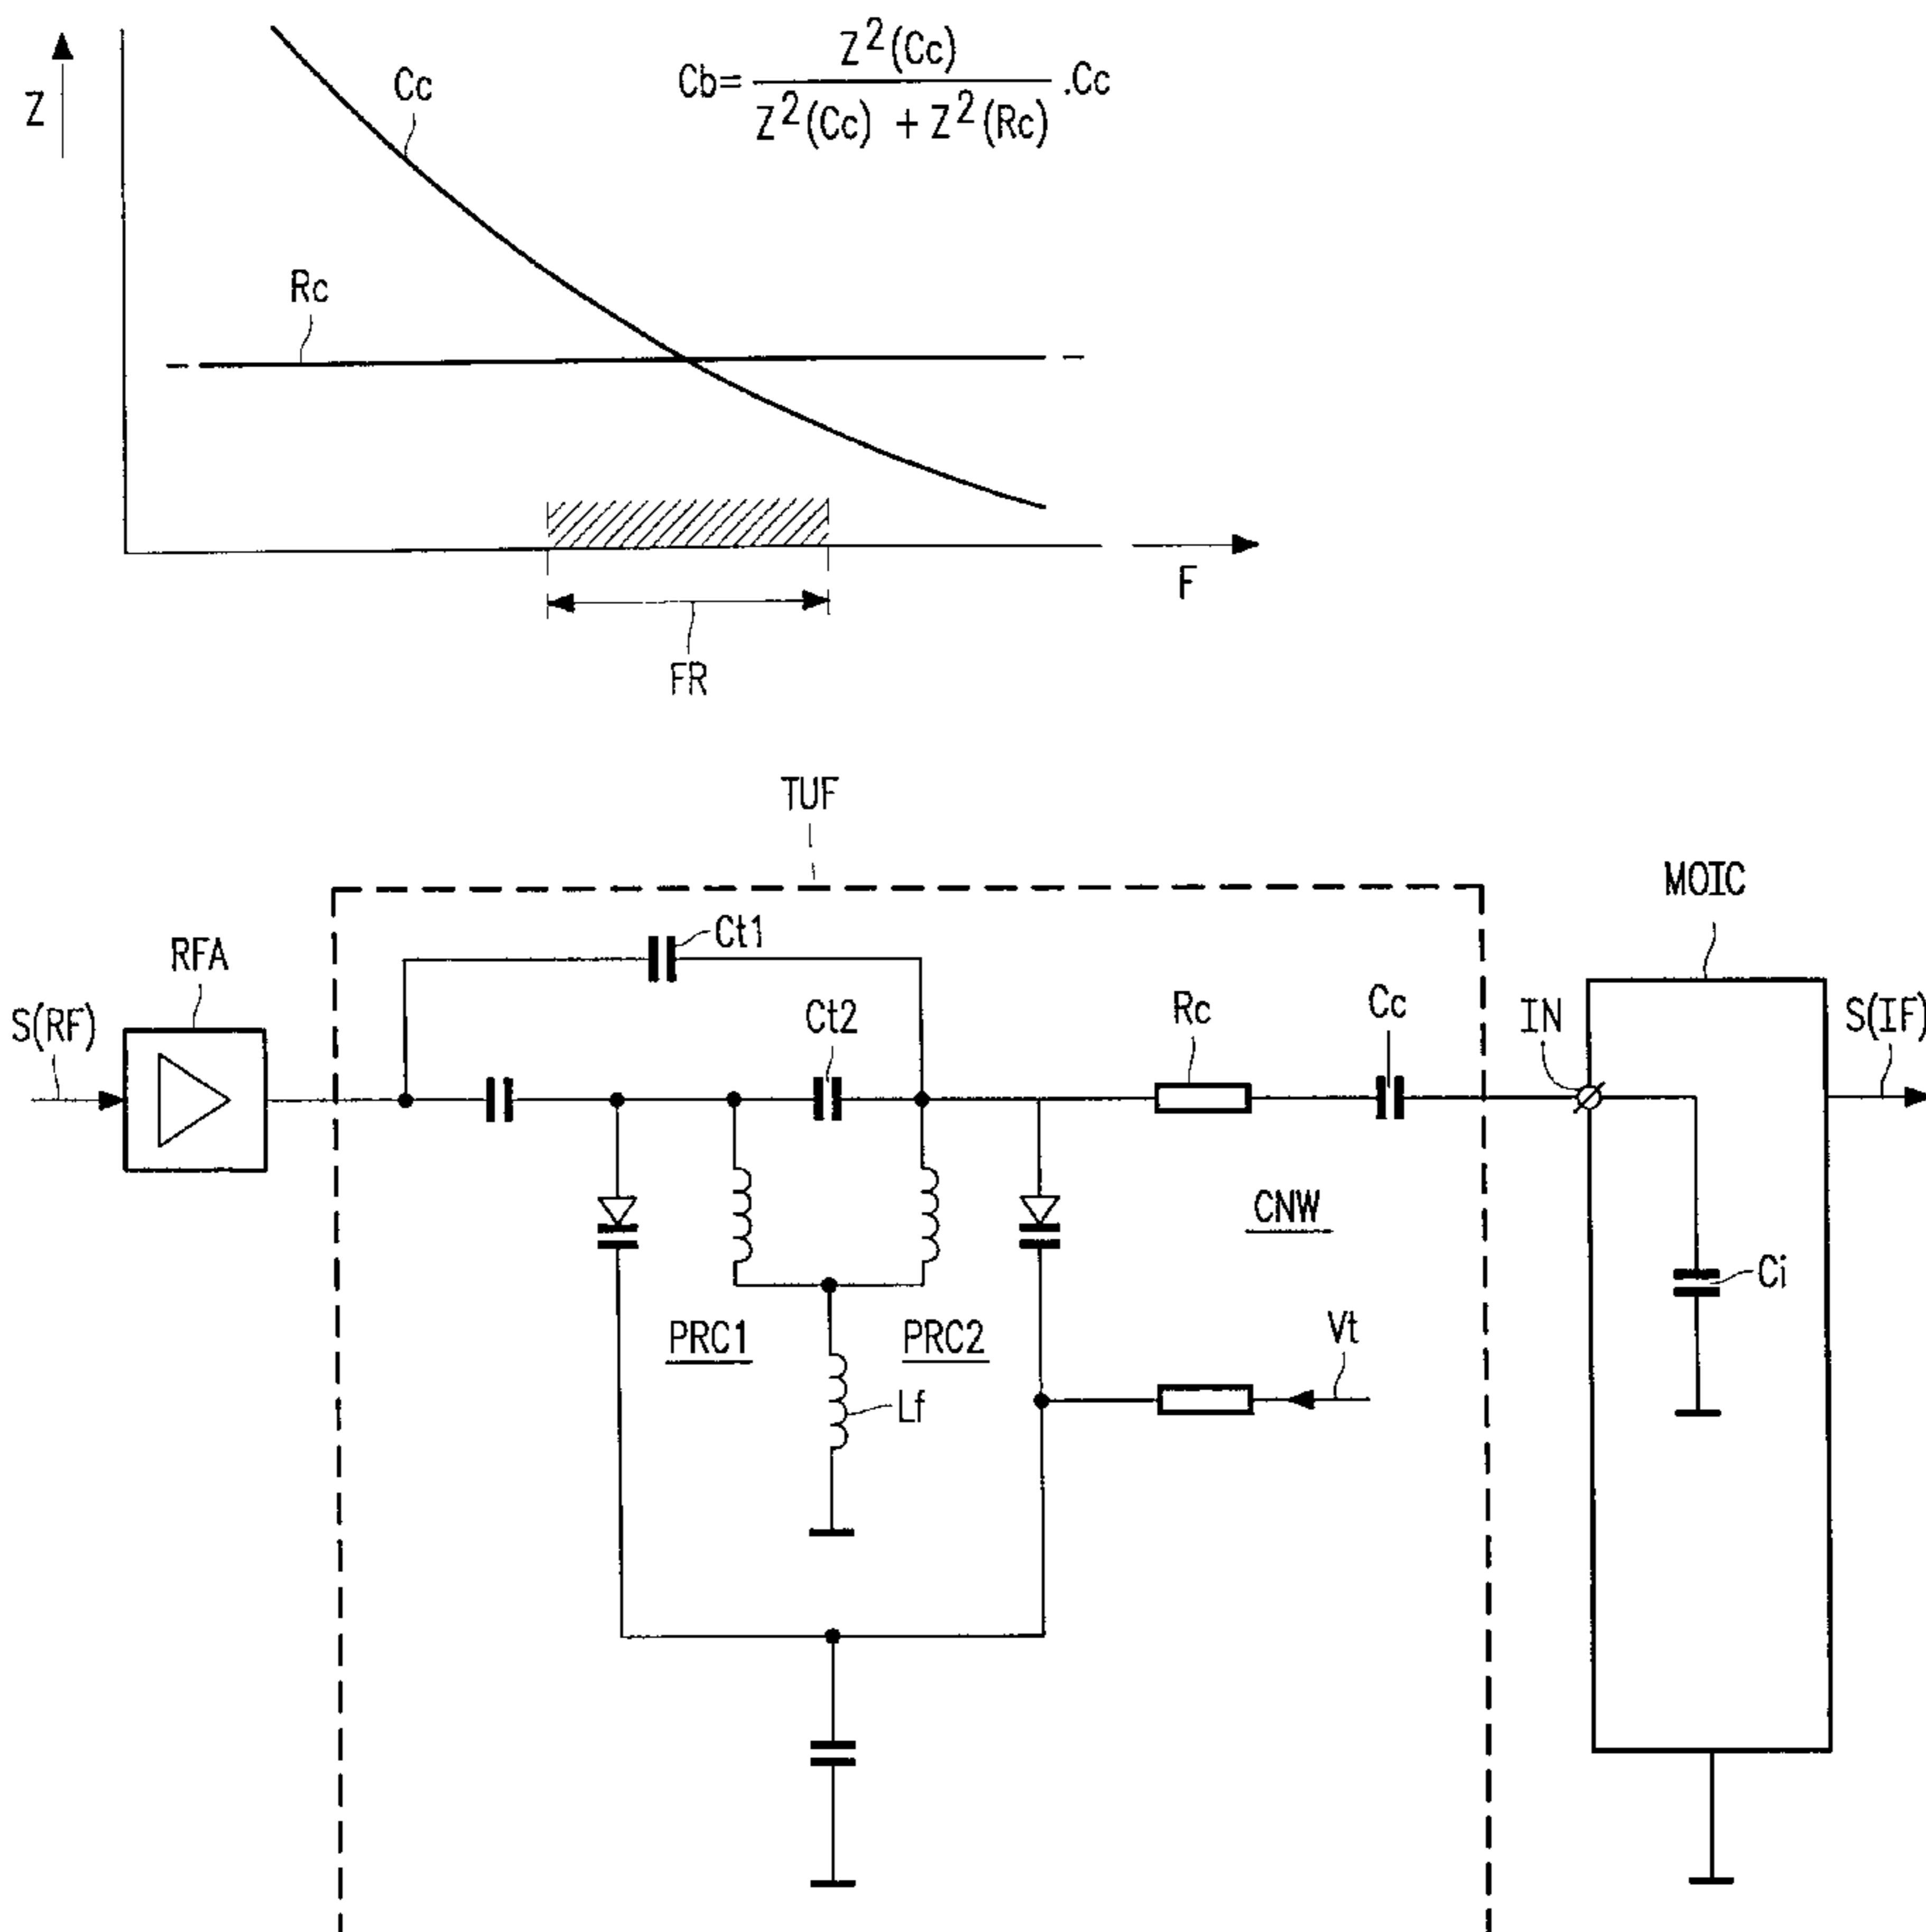 Z
Cc
Cb= Z²(Cc) / Z²(Cc) + Z²(Rc) .Cc
Rc
F
FR
TUF
MOIC
Ct1
RFA
S(RF)
Ct2
Rc
Cc
IN
S(IF)
CNW
Ci
PRC1
PRC2
Vt
Lf